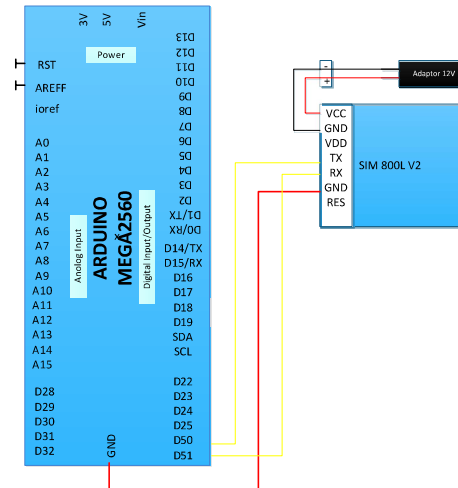 3V
5V
Vin
Power
RST
AREFF
ioref
A0
A1
A2
A3
A4
A5
A6
A7
A8
A9
A10
A11
A12
A13
A14
A15
D28
D29
D30
D31
D32
Analog Input
ARDUINO
MEGA2560
Digital Input/Output
GND
D13
D12
D11
D10
D9
D8
D7
D6
D5
D4
D3
D2
D1/TX
D0/RX
D14/TX
D15/RX
D16
D17
D18
D19
SDA
SCL
D22
D23
D24
D25
D50
D51
-
+
Adaptor 12V
VCC
GND
VDD
TX
RX
GND
RES
SIM 800L V2